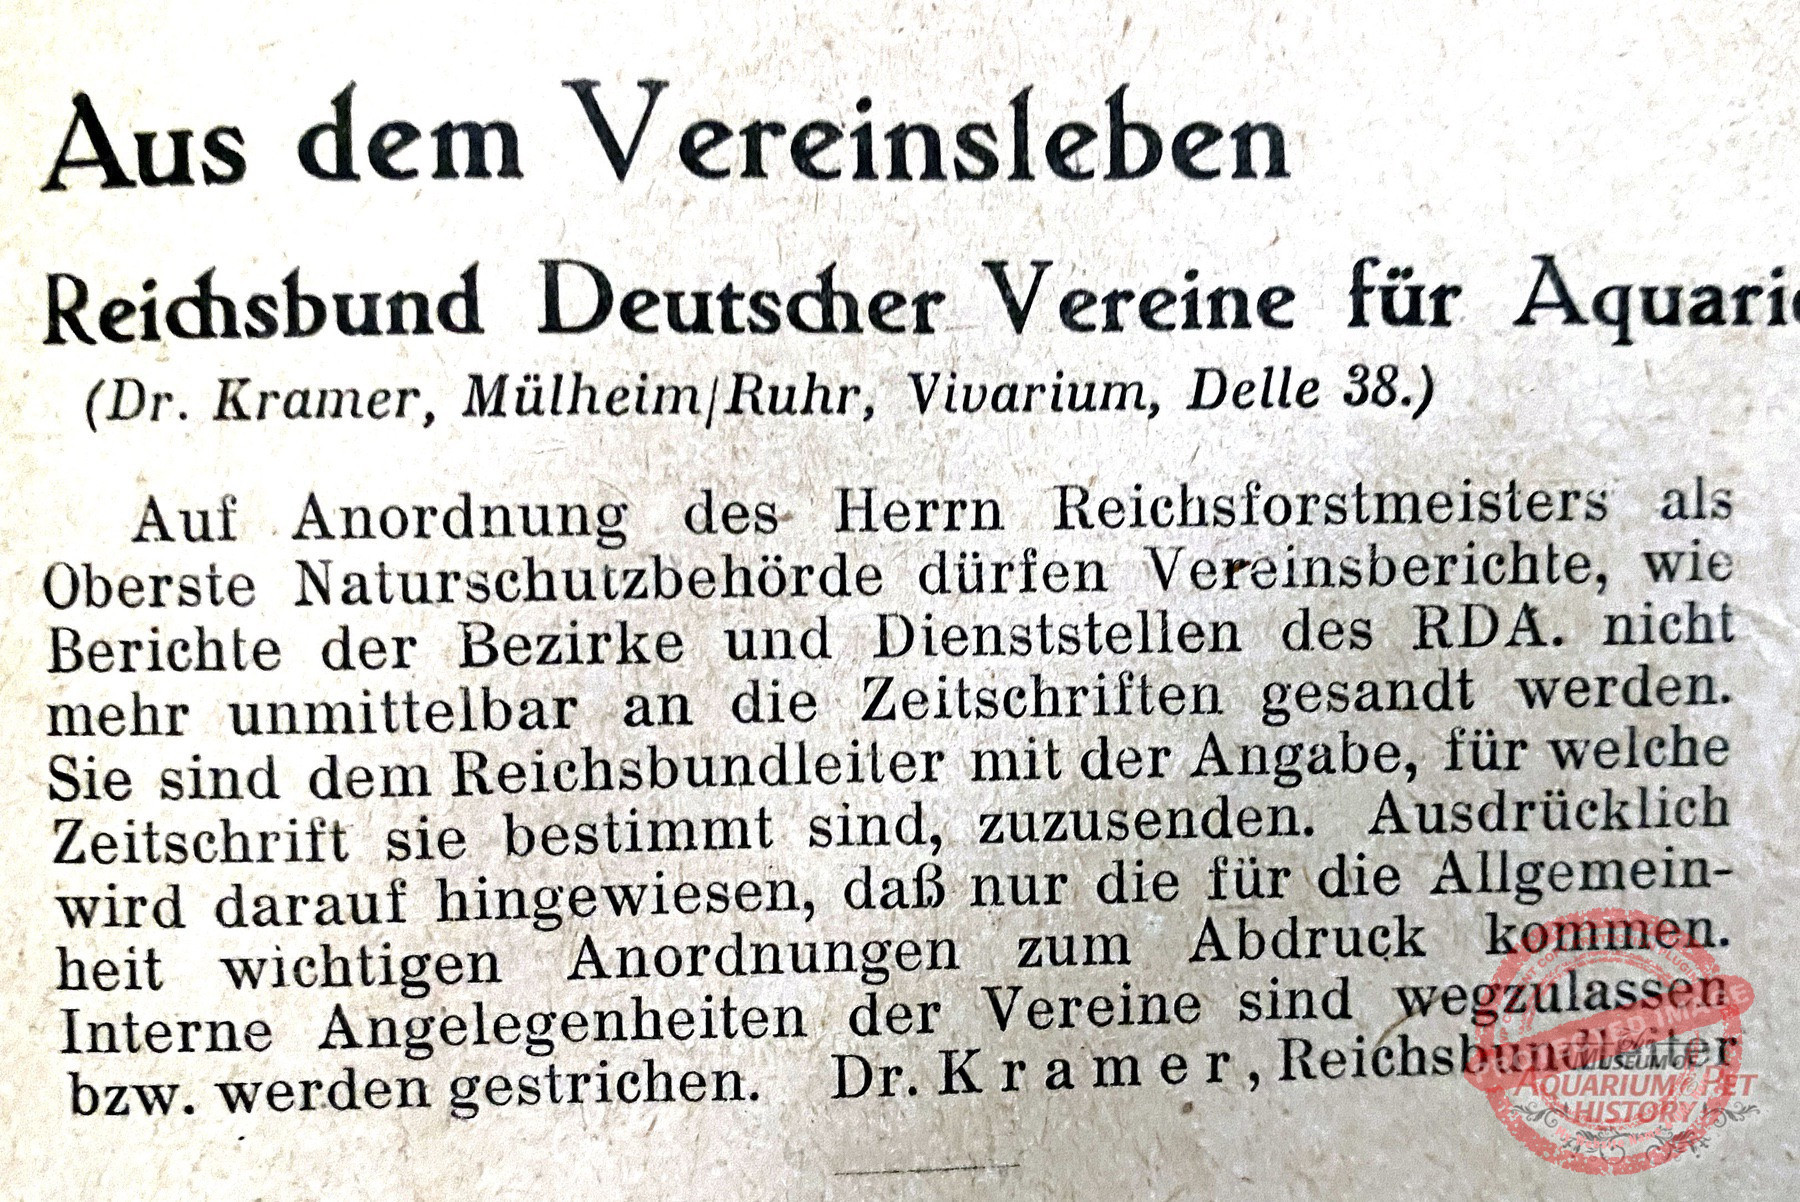 Aus dem Vereinsleben
Reichsbund Deutscher Vereine für
(Dr. Kramer, Mülheim/Ruhr, Vivarium, Delle 38.)
Auf Anordnung des Herrn Reichsforstmeisters als
Oberste Naturschutzbehörde dürfen Vereinsberichte, wie
Berichte der Bezirke und Dienststellen des RDA. nicht
mehr unmittelbar an die Zeitschriften gesandt werden.
Sie sind dem Reichsbundleiter mit der Angabe, für welche
Zeitschrift sie bestimmt sind, zuzusenden. Ausdrücklich
wird darauf hingewiesen, daß nur die für die Allgemein-
heit wichtigen Anordnungen zum Abdruck kommen.
Interne Angelegenheiten der Vereine sind wegzulassen
bzw. werden gestrichen. Dr. Kramer, Reichsbundleiter
MUSEUM OF
AQUARIUM & PET
HISTORY